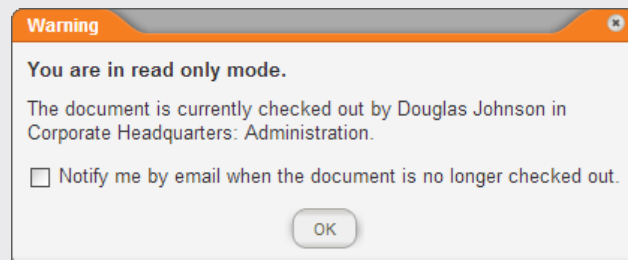 Warning
You are in read only mode.
The document is currently checked out by Douglas Johnson in
Corporate Headquarters: Administration.
Notify me by email when the document is no longer checked out.
OK